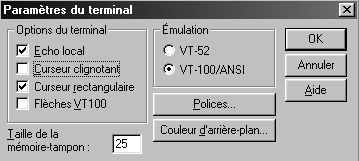 Paramètres du terminal
Options du terminal
Echo local
Curseur clignotant
Curseur rectangulaire
Flèches VT100
Taille de la
mémoire-tampon :
25
Émulation
VT-52
VT-100/ANSI
Polices...
Couleur d'arrière-plan...
OK
Annuler
Aide